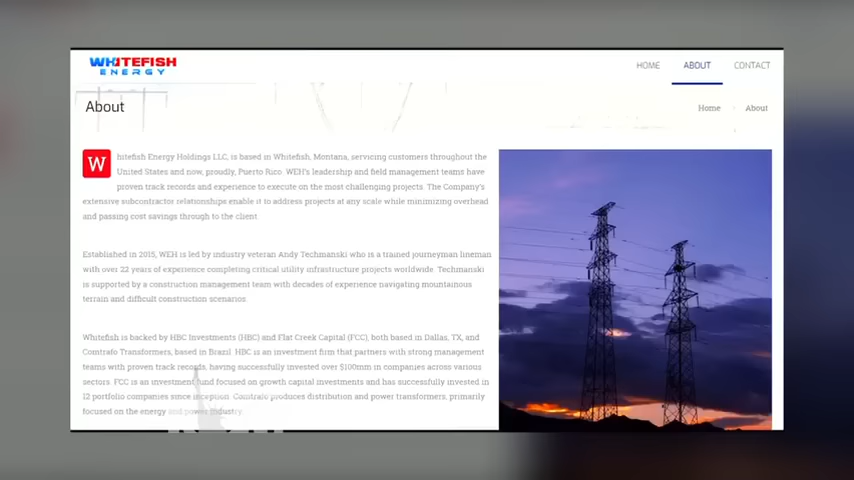 WHITEFISH
ENERGY
HOME ABOUT CONTACT
About
Home About
Whitefish Energy Holdings LLC, is based in Whitefish, Montana, servicing customers throughout the
United States and now, proudly, Puerto Rico. WEH's leadership and field management teams have
proven track records and experience to execute on the most challenging projects. The Company's
extensive subcontractor relationships enable it to address projects at any scale while minimizing overhead
and passing cost savings through to the client.
Established in 2015, WEH is led by industry veteran Andy Techmanski who is a trained journeyman lineman
with over 22 years of experience completing critical utility infrastructure projects worldwide. Techmanski
is supported by a construction management team with decades of experience navigating mountainous
terrain and difficult construction scenarios.
Whitefish is backed by HBC Investments (HBC) and Flat Creek Capital (FCC), both based in Dallas, TX, and
Comtrafo Transformers, based in Brazil. HBC is an investment firm that partners with strong management
teams with proven track records, having successfully invested over $100mm in companies across various
sectors. FCC is an investment fund focused on growth capital investments and has successfully invested in
12 portfolio companies since inception. Comtrafo produces distribution and power transformers, primarily
focused on the energy and power industry.